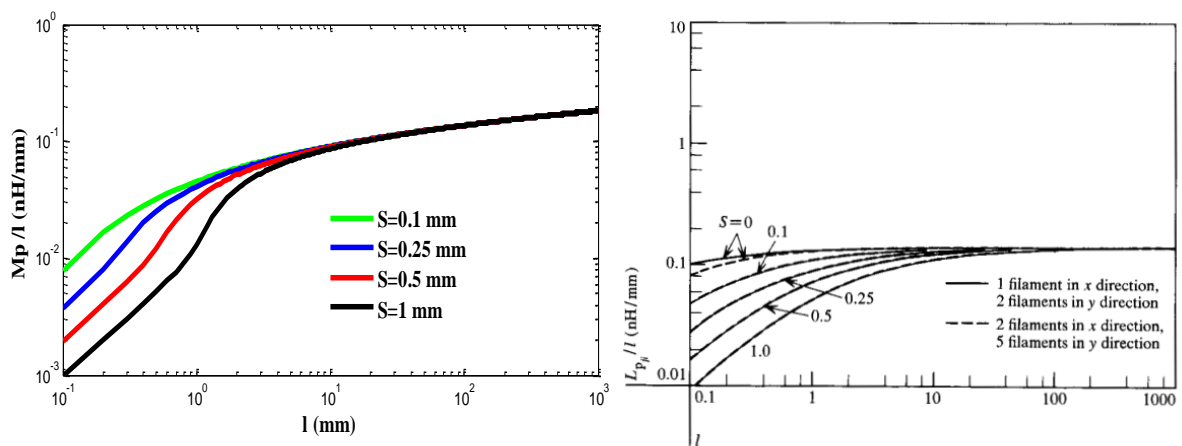 10^0
10^-1
10^-2
10^-3
Mp /l (nH/mm)
S=0.1 mm
S=0.25 mm
S=0.5 mm
S=1 mm
10^-1
10^0
10^1
10^2
10^3
l (mm)
10
1
0.1
0.01
L_pji / l (nH/mm)
S=0
0.1
0.25
0.5
1.0
1 filament in x direction,
2 filaments in y direction
2 filaments in x direction,
5 filaments in y direction
0.1
1
10
100
1000
l